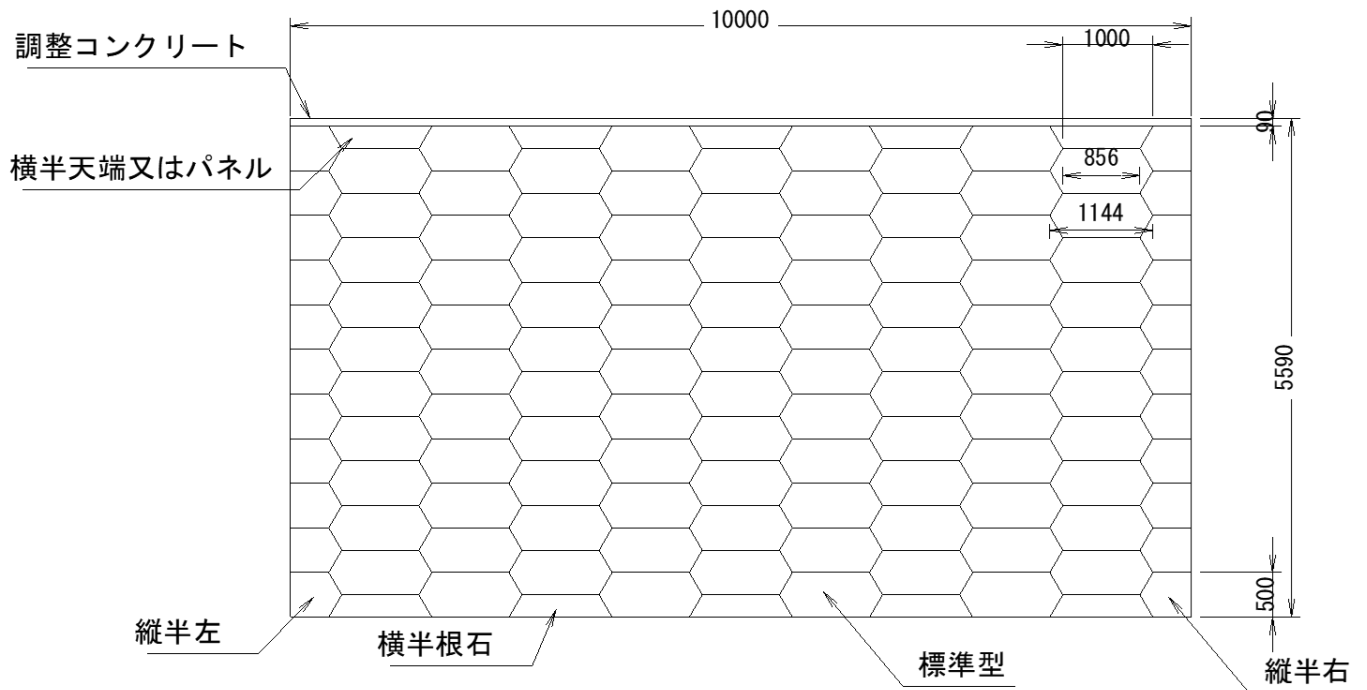 10000
調整コンクリート
1000
90
横半天端又はパネル
856
1144
5590
500
縦半左
横半根石
標準型
縦半右